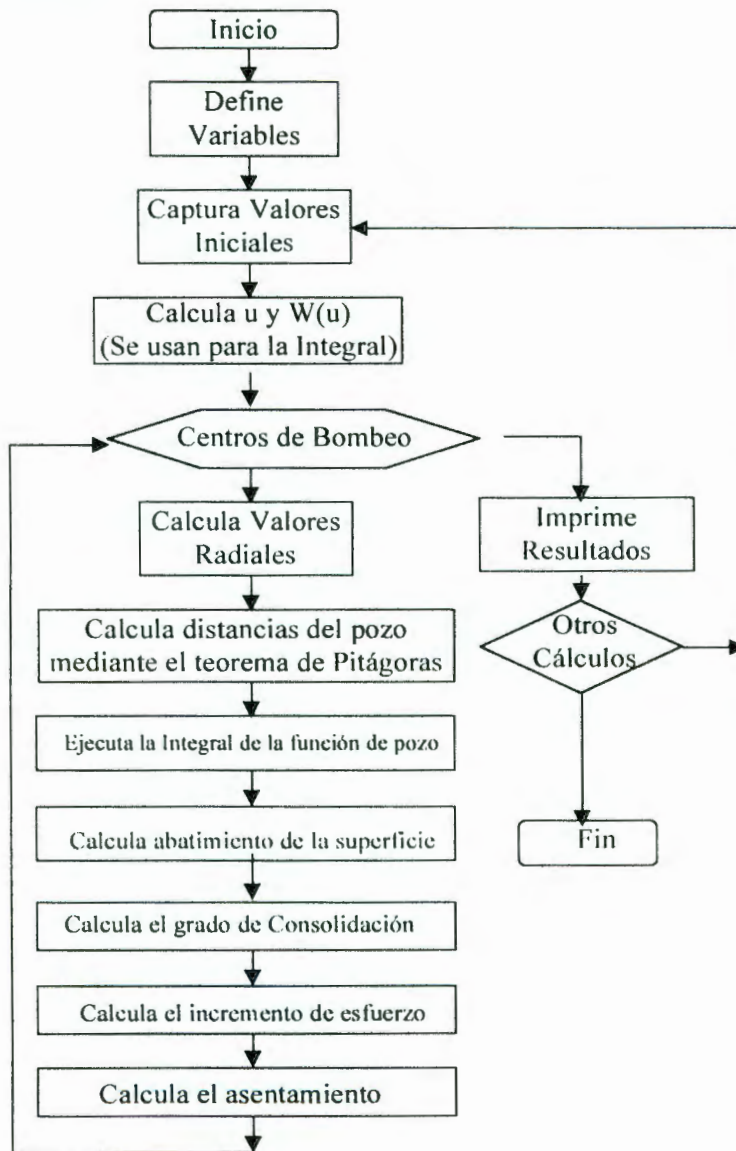 Inicio
Define
Variables
Captura Valores
Iniciales
Calcula u y W(u)
(Se usan para la Integral)
Centros de Bombeo
Calcula Valores
Radiales
Calcula distancias del pozo
mediante el teorema de Pitágoras
Ejecuta la Integral de la función de pozo
Calcula abatimiento de la superficie
Calcula el grado de Consolidación
Calcula el incremento de esfuerzo
Calcula el asentamiento
Imprime
Resultados
Otros
Cálculos
Fin